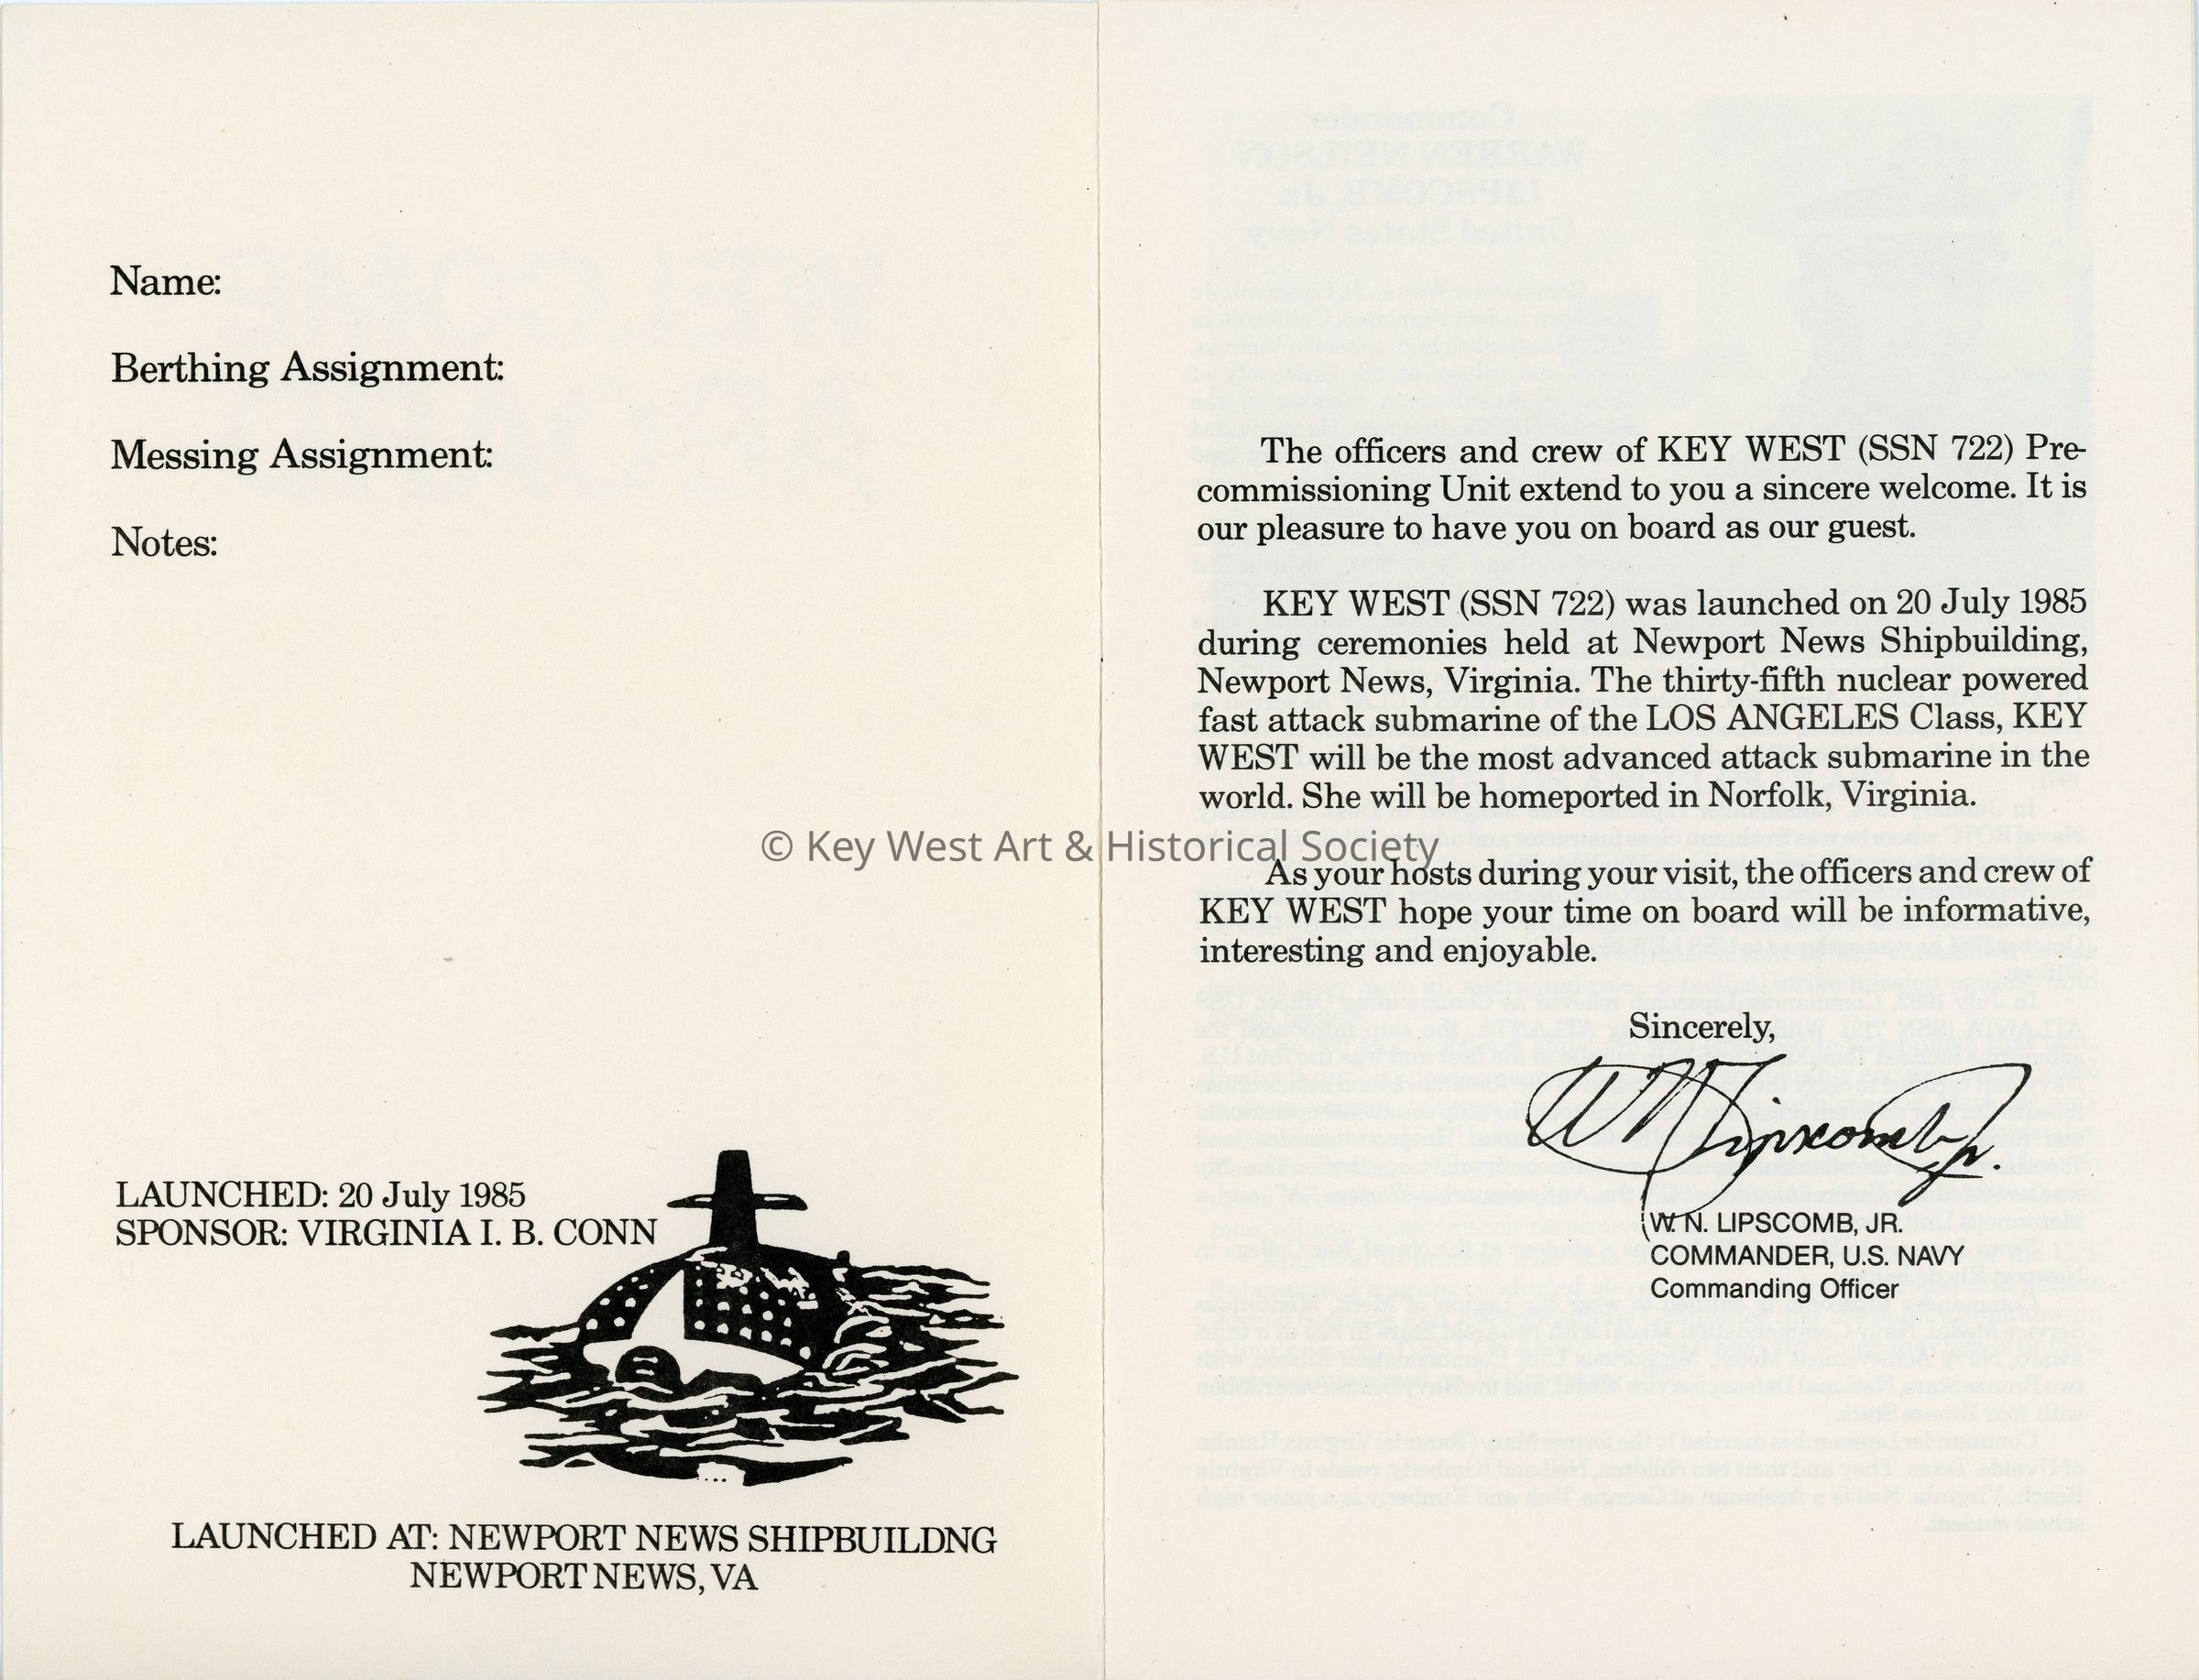 Name:
Berthing Assignment:
Messing Assignment:
Notes:
LAUNCHED: 20 July 1985
SPONSOR: VIRGINIA I. B. CONN
LAUNCHED AT: NEWPORT NEWS SHIPBUILDNG
NEWPORT NEWS, VA
© Key West Art & Historical Society
The officers and crew of KEY WEST (SSN 722) Pre-
commissioning Unit extend to you a sincere welcome. It is
our pleasure to have you on board as our guest.
KEY WEST (SSN 722) was launched on 20 July 1985
during ceremonies held at Newport News Shipbuilding,
Newport News, Virginia. The thirty-fifth nuclear powered
fast attack submarine of the LOS ANGELES Class, KEY
WEST will be the most advanced attack submarine in the
world. She will be homeported in Norfolk, Virginia.
As your hosts during your visit, the officers and crew of
KEY WEST hope your time on board will be informative,
interesting and enjoyable.
Sincerely,
W N Lipscomb Jr.
W. N. LIPSCOMB, JR.
COMMANDER, U.S. NAVY
Commanding Officer